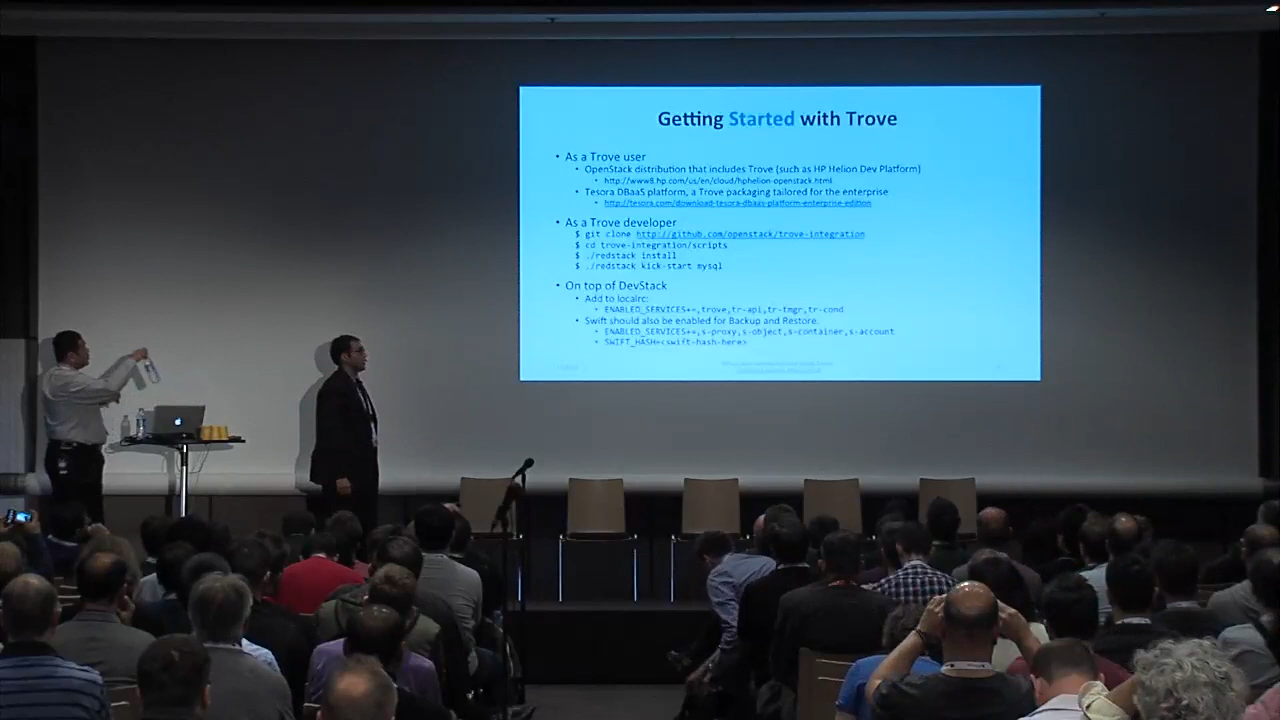 Getting Started with Trove
• As a Trove user
• OpenStack distribution that includes Trove (such as HP Helion Dev Platform)
• http://www8.hp.com/us/en/cloud/hphelion-openstack.html
• Tesora DBaaS platform, a Trove packaging tailored for the enterprise
• http://tesora.com/download-tesora-dbaas-platform-enterprise-edition
• As a Trove developer
$ git clone http://github.com/openstack/trove-integration
$ cd trove-integration/scripts
$ ./redstack install
$ ./redstack kick-start mysql
• On top of DevStack
• Add to localrc:
• ENABLED_SERVICES+=,trove,tr-api,tr-tmgr,tr-cond
• Swift should also be enabled for Backup and Restore.
• ENABLED_SERVICES+=,s-proxy,s-object,s-container,s-account
• SWIFT_HASH=<swift-hash-here>